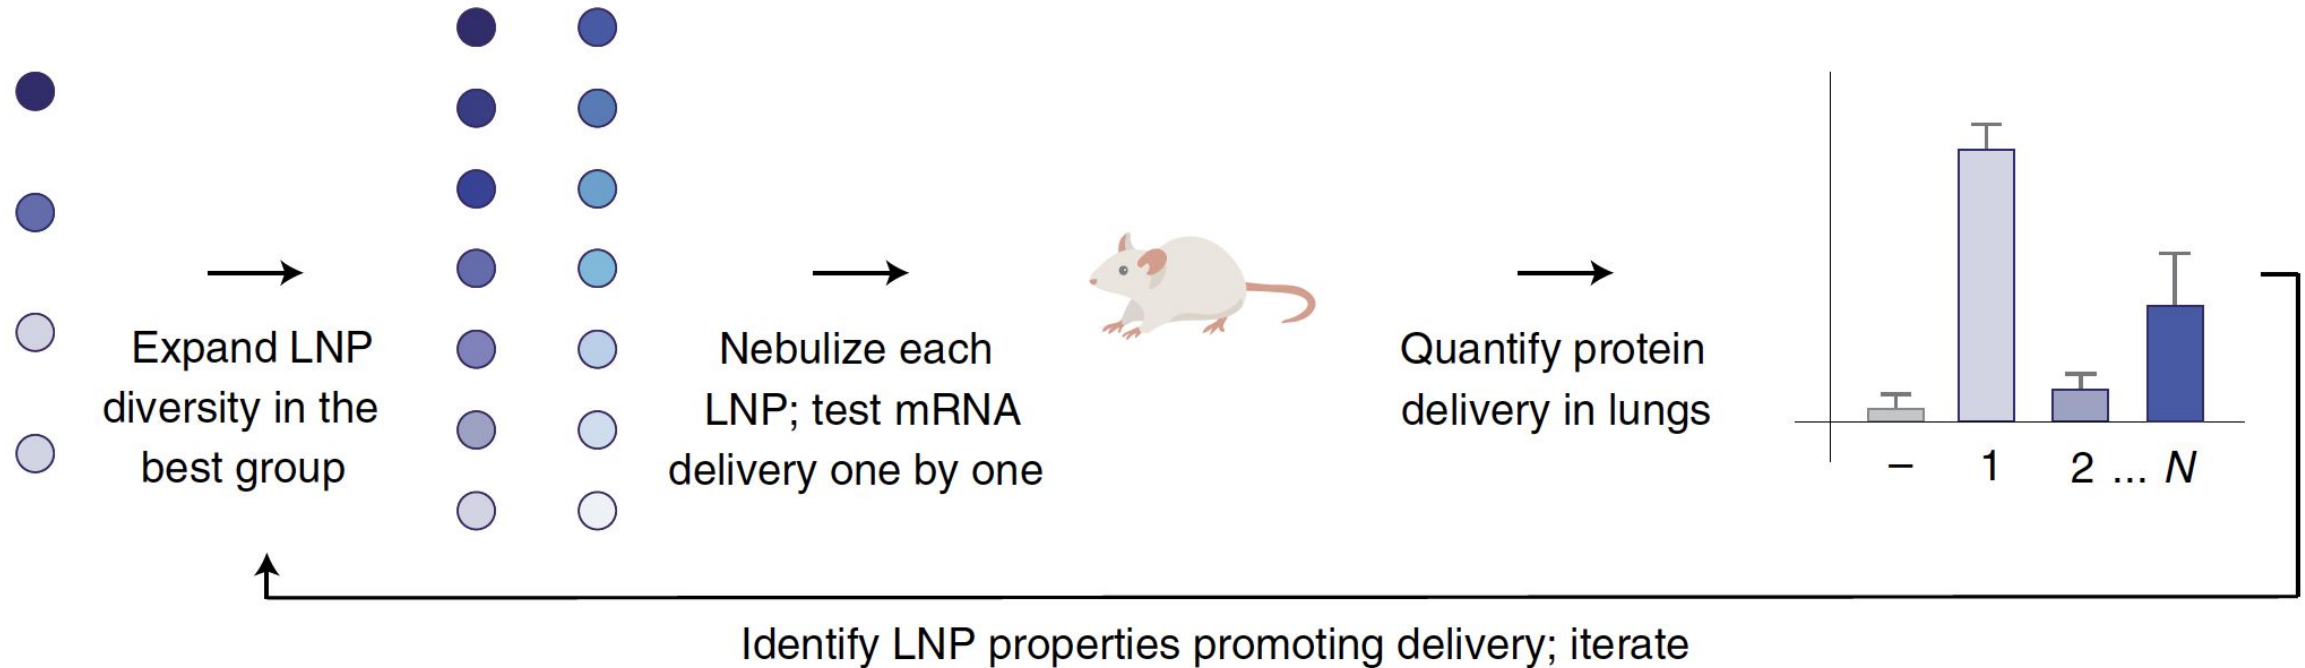 Expand LNP
diversity in the
best group
Nebulize each
LNP; test mRNA
delivery one by one
Quantify protein
delivery in lungs
– 1 2 ... N
Identify LNP properties promoting delivery; iterate